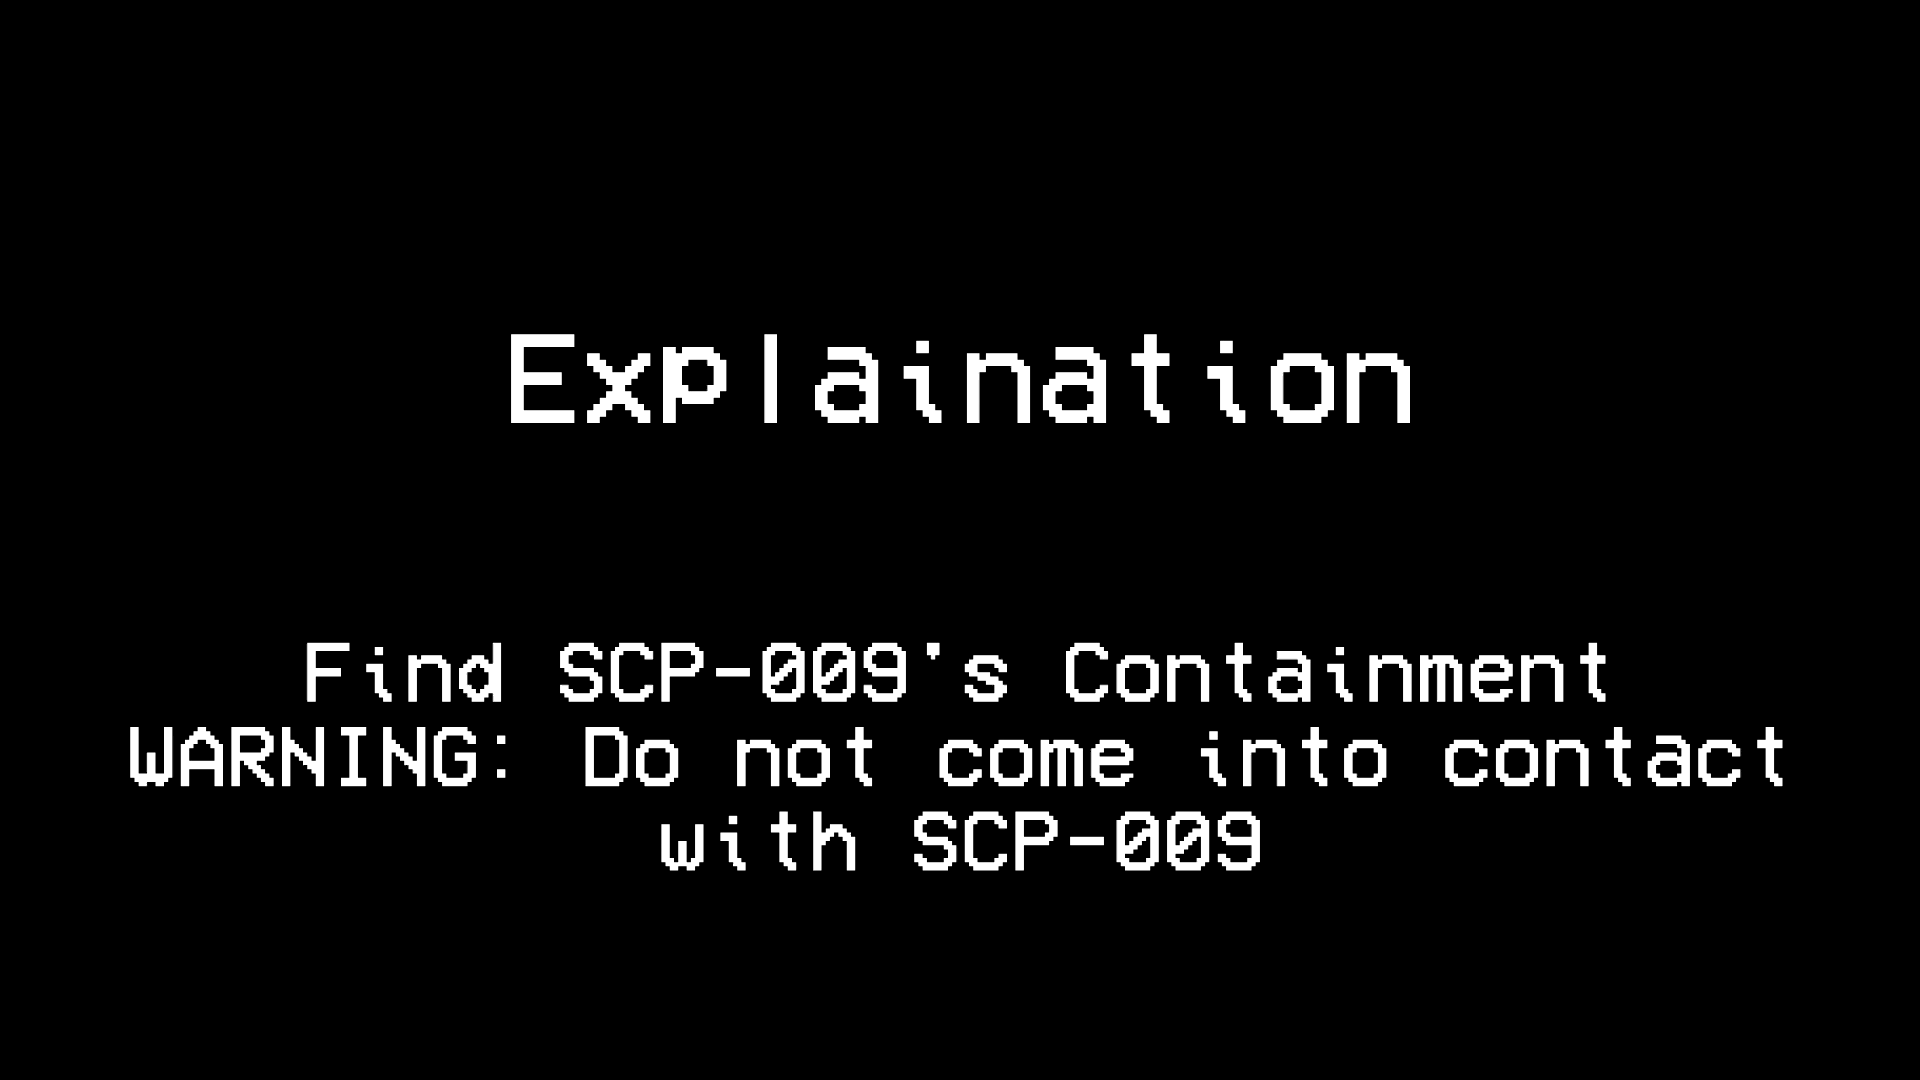 Explaination
Find SCP-009's Containment
WARNING: Do not come into contact
with SCP-009